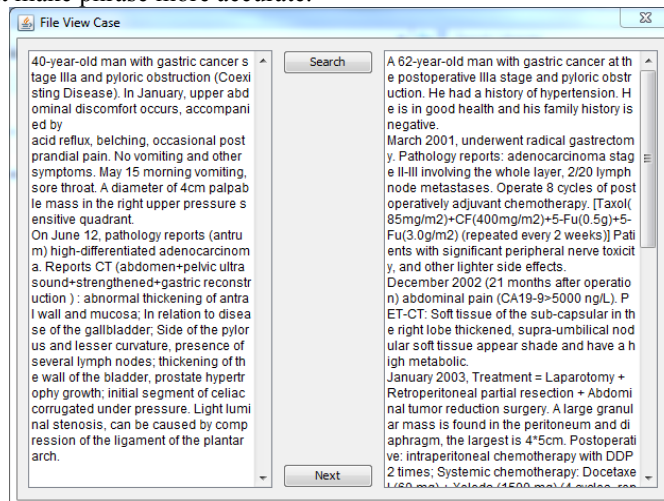 File View Case
40-year-old man with gastric cancer s
tage IIIa and pyloric obstruction (Coexi
sting Disease). In January, upper abd
ominal discomfort occurs, accompani
ed by
acid reflux, belching, occasional post
prandial pain. No vomiting and other
symptoms. May 15 morning vomiting,
sore throat. A diameter of 4cm palpab
le mass in the right upper pressure s
ensitive quadrant.
On June 12, pathology reports (antru
m) high-differentiated adenocarcinom
a. Reports CT (abdomen+pelvic ultra
sound+strengthened+gastric reconstr
uction ) : abnormal thickening of antra
l wall and mucosa; In relation to disea
se of the gallbladder; Side of the pylor
us and lesser curvature, presence of
several lymph nodes; thickening of th
e wall of the bladder, prostate hypertr
ophy growth; initial segment of celiac
corrugated under pressure. Light lumi
nal stenosis, can be caused by comp
ression of the ligament of the plantar
arch.
Search
Next
A 62-year-old man with gastric cancer at th
e postoperative IIIa stage and pyloric obstr
uction. He had a history of hypertension. H
e is in good health and his family history is
negative.
March 2001, underwent radical gastrectom
y. Pathology reports: adenocarcinoma stag
e II-III involving the whole layer, 2/20 lymph
node metastases. Operate 8 cycles of post
operatively adjuvant chemotherapy. [Taxol(
85mg/m2)+CF(400mg/m2)+5-Fu(0.5g)+5-
Fu(3.0g/m2) (repeated every 2 weeks)] Pati
ents with significant peripheral nerve toxicit
y, and other lighter side effects.
December 2002 (21 months after operatio
n) abdominal pain (CA19-9>5000 ng/L). P
ET-CT: Soft tissue of the sub-capsular in th
e right lobe thickened, supra-umbilical nod
ular soft tissue appear shade and have a h
igh metabolic.
January 2003, Treatment = Laparotomy +
Retroperitoneal partial resection + Abdomi
nal tumor reduction surgery. A large granul
ar mass is found in the peritoneum and di
aphragm, the largest is 4*5cm. Postoperati
ve: intraperitoneal chemotherapy with DDP
2 times; Systemic chemotherapy: Docetaxe